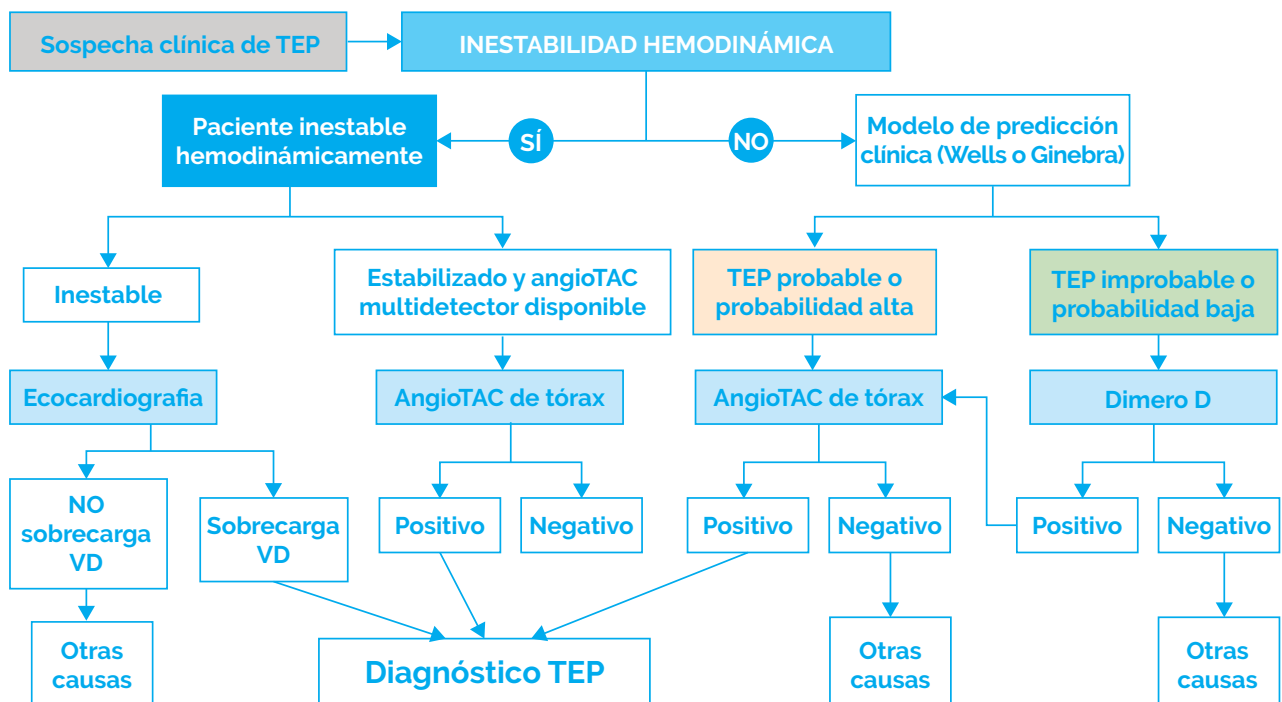 Sospecha clínica de TEP
INESTABILIDAD HEMODINÁMICA
Paciente inestable
hemodinámicamente
SÍ
NO
Modelo de predicción
clínica (Wells o Ginebra)
Inestable
Estabilizado y angioTAC
multidetector disponible
TEP probable o
probabilidad alta
TEP improbable o
probabilidad baja
Ecocardiografia
AngioTAC de tórax
AngioTAC de tórax
Dimero D
NO
sobrecarga
VD
Sobrecarga
VD
Positivo
Negativo
Positivo
Negativo
Positivo
Negativo
Otras
causas
Diagnóstico TEP
Otras
causas
Otras
causas